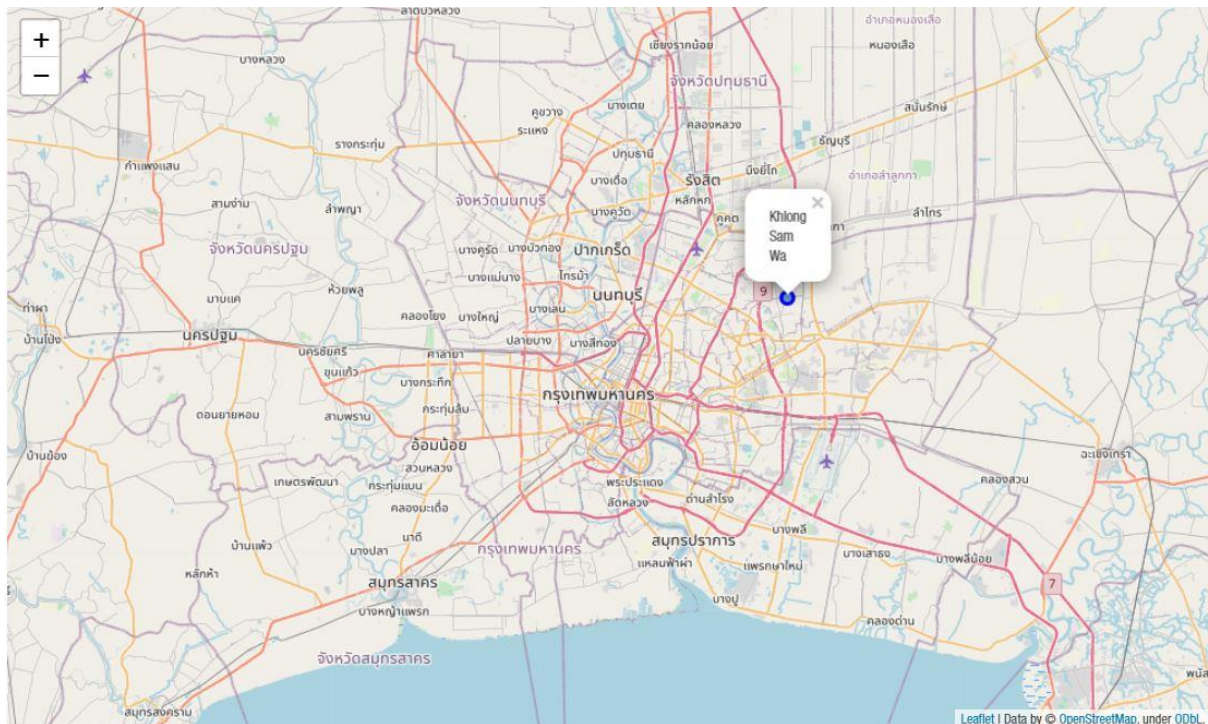 ลาดบัวหลวง
อำเภอหนองเสือ
+
−
เชียงรากน้อย
หนองเสือ
บางหลวง
จังหวัดปทุมธานี
บางเตย
สนั่นรักษ์
คูขวาง
ระแหง
คลองหลวง
กำแพงแสน
รางกระทุ่ม
ธัญบุรี
ปทุมธานี
บางเดื่อ
รังสิต
บึงยี่โถ
อำเภอลำลูกกา
สามง่าม
ลำพญา
จังหวัดนนทบุรี
หลักหก
บางคูวัด
คูคต
ลำไทร
Khlong
Sam
Wa
×
จังหวัดนครปฐม
บางคูรัด
บางบัวทอง
ปากเกร็ด
บางแม่นาง
ไทรม้า
ห้วยพลู
นนทบุรี
9
มาบแค
ท่าผา
คลองโยง
บางใหญ่
บางเลน
บ้านโป่ง
นครปฐม
ปลายบาง
บางสีทอง
นครชัยศรี
ศาลายา
ขุนแก้ว
บางกระทึก
กรุงเทพมหานคร
ดอนยายหอม
สามพราน
กระทุ่มล้ม
อ้อมน้อย
บ้านฆ้อง
ฉะเชิงเทรา
สวนหลวง
เกษตรพัฒนา
กระทุ่มแบน
พระประแดง
คลองสวน
ลัดหลวง
ด่านสำโรง
คลองมะเดื่อ
บางพลี
นาดี
บ้านแพ้ว
บางปลา
กรุงเทพมหานคร
สมุทรปราการ
บางเสาธง
บางพลีน้อย
หลักห้า
สมุทรสาคร
แหลมฟ้าผ่า
แพรกษาใหม่
7
บางหญ้าแพรก
บางปู
คลองด่าน
จังหวัดสมุทรสาคร
สมุทรสงคราม
Leaflet | Data by © OpenStreetMap, under ODbL.